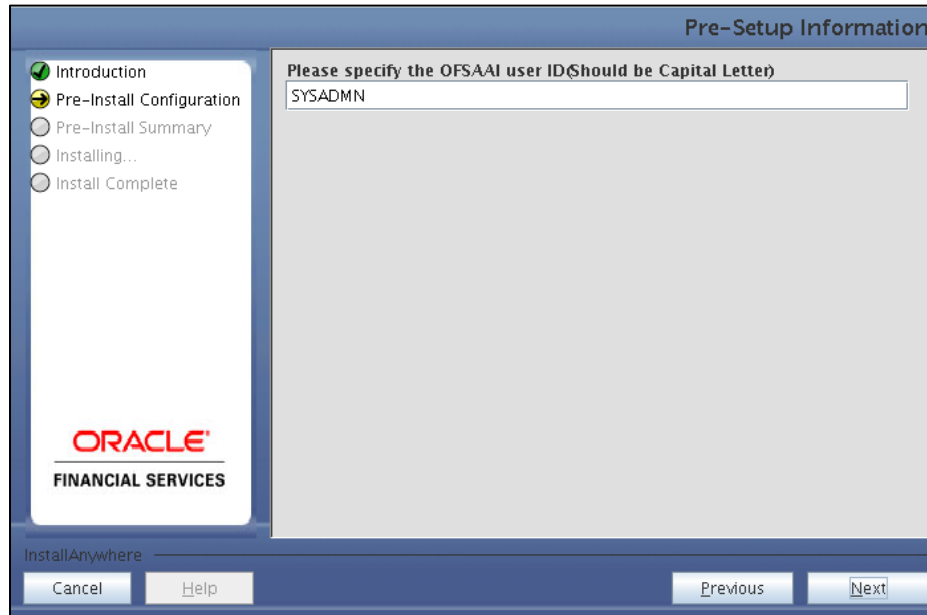 Pre-Setup Information
Introduction
Pre-Install Configuration
Pre-Install Summary
Installing...
Install Complete
Please specify the OFSAAI user ID(Should be Capital Letter)
SYSADMN
ORACLE
FINANCIAL SERVICES
InstallAnywhere
Cancel
Help
Previous
Next